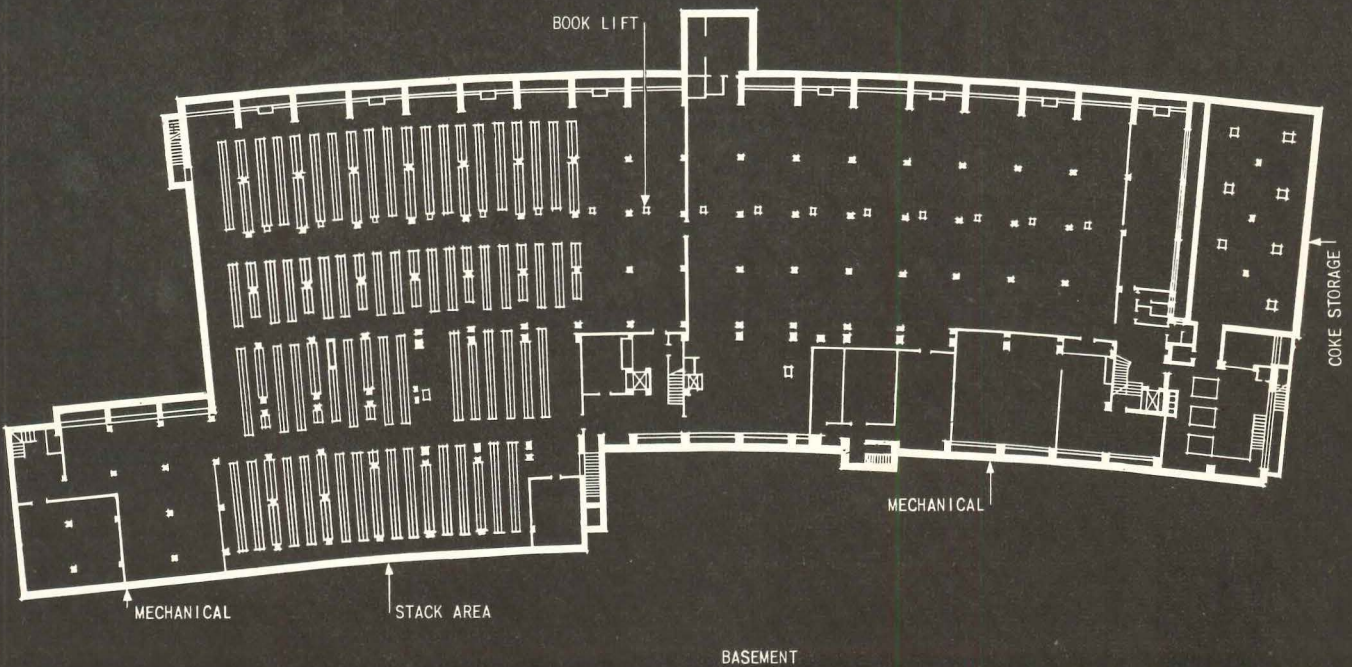 BOOK LIFT
COKE STORAGE
MECHANICAL
MECHANICAL
STACK AREA
BASEMENT